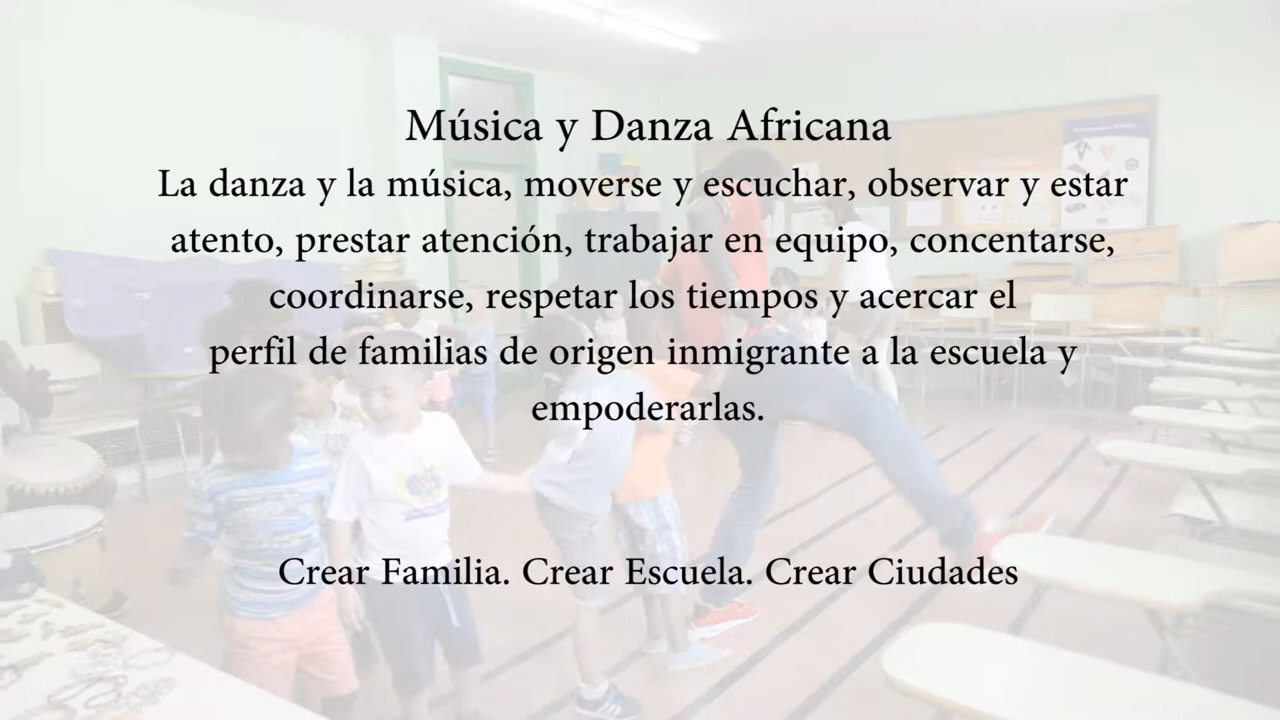 Música y Danza Africana
La danza y la música, moverse y escuchar, observar y estar
atento, prestar atención, trabajar en equipo, concentarse,
coordinarse, respetar los tiempos y acercar el
perfil de familias de origen inmigrante a la escuela y
empoderarlas.
Crear Familia. Crear Escuela. Crear Ciudades